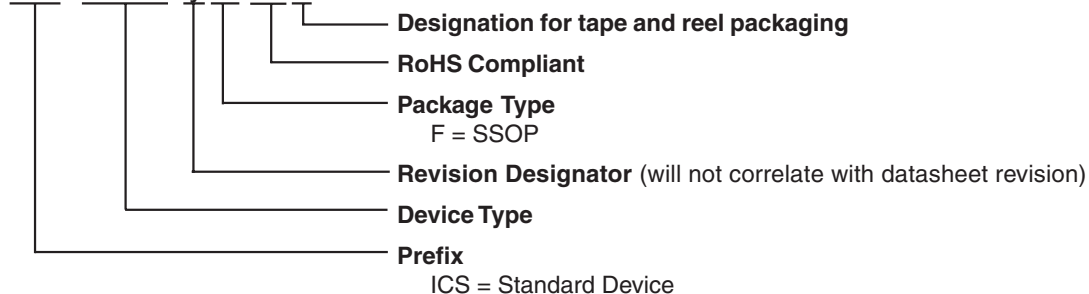 Designation for tape and reel packaging
RoHS Compliant
Package Type
F = SSOP
Revision Designator (will not correlate with datasheet revision)
Device Type
Prefix
ICS = Standard Device